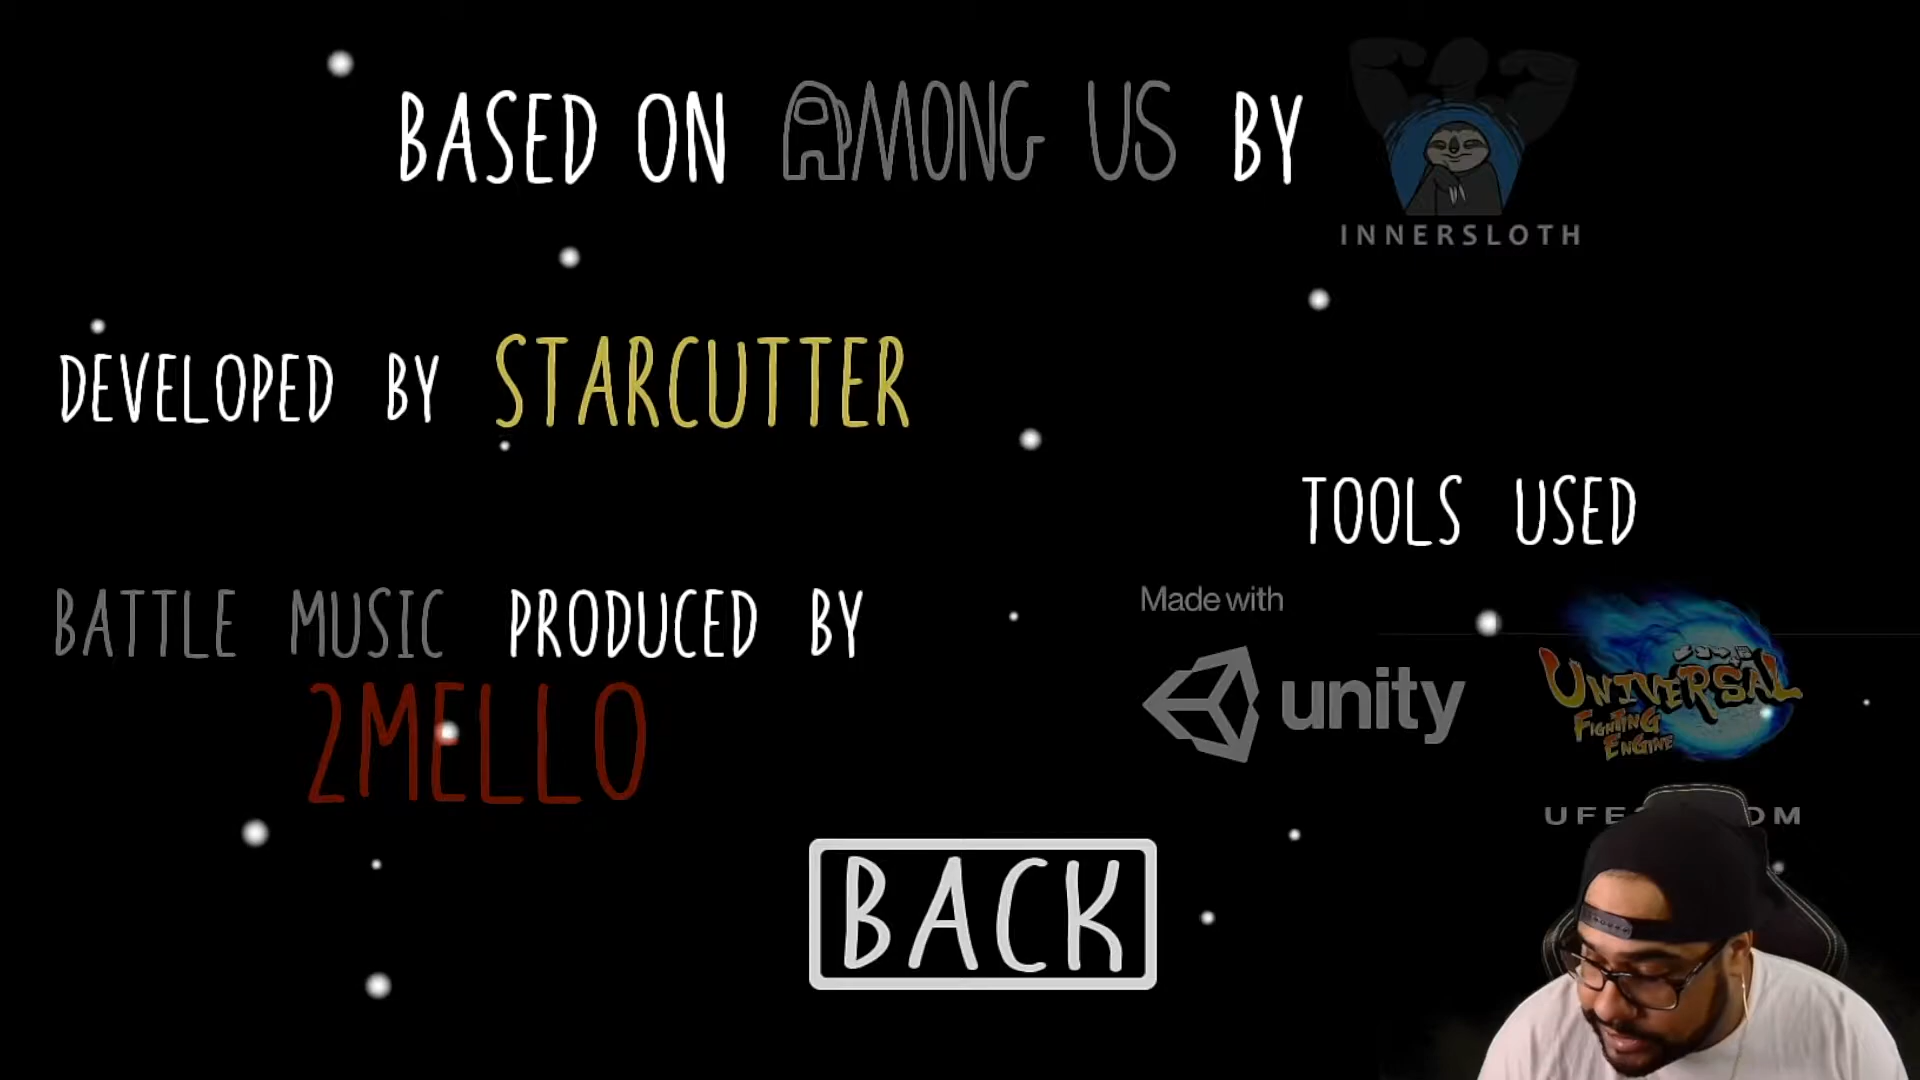 BASED ON AMONG US BY
INNERSLOTH
DEVELOPED BY STARCUTTER
TOOLS USED
BATTLE MUSIC PRODUCED BY
2MELLO
Made with
unity
UNIVERSAL
FIGHTING
ENGINE
BACK